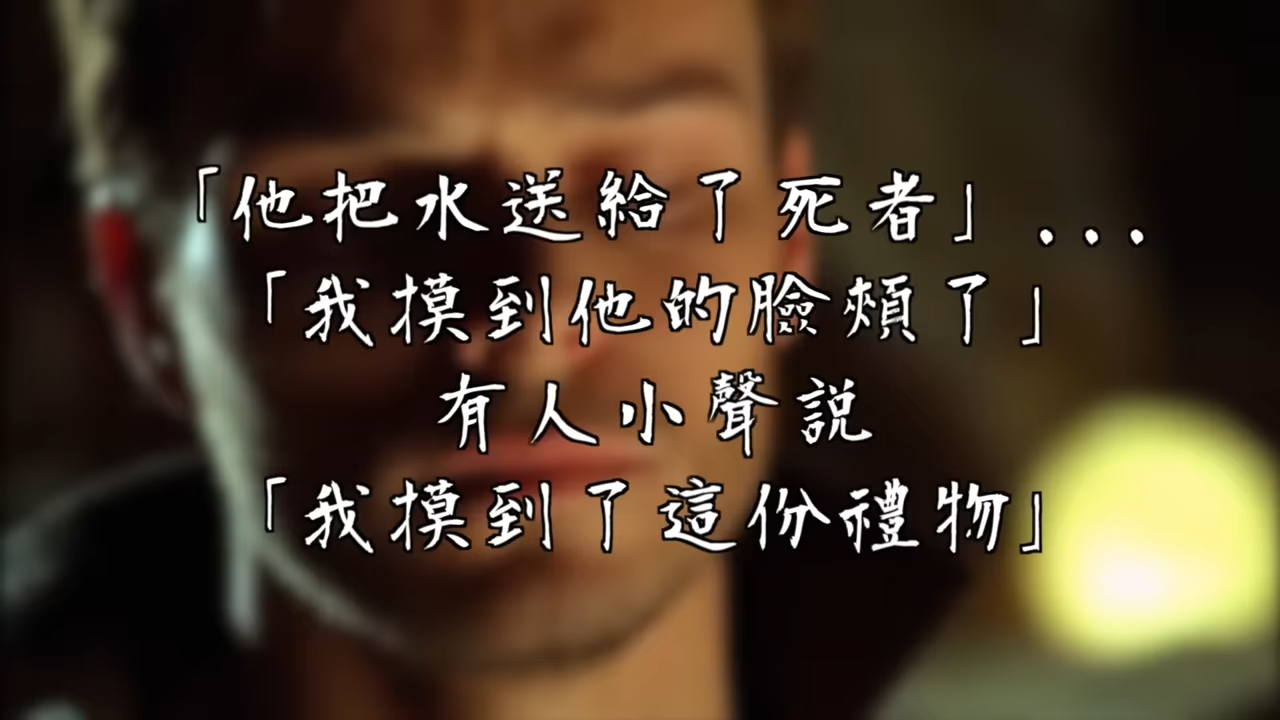 「他把水送給了死者」...
「我摸到他的臉頰了」
有人小聲說
「我摸到了這份禮物」